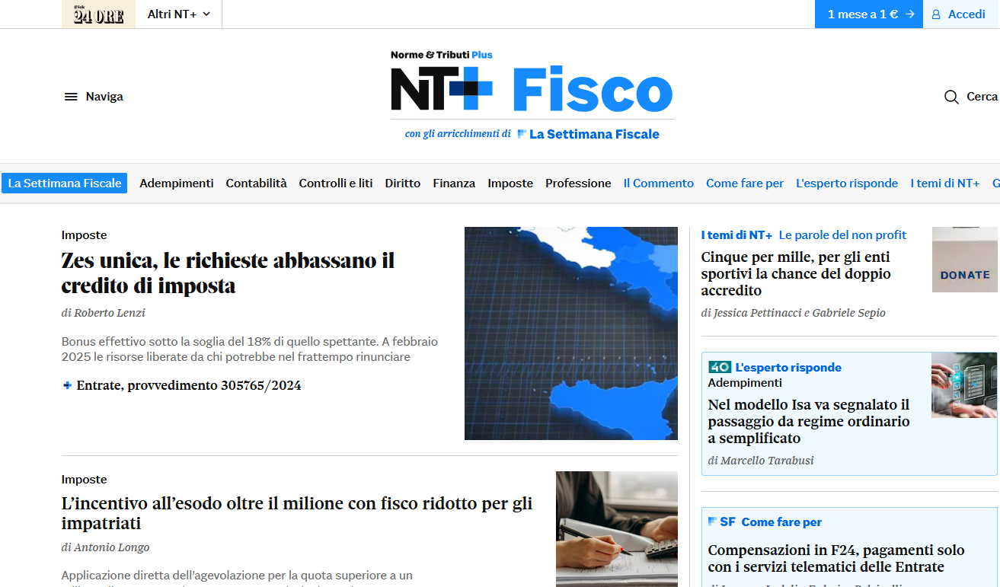 Il Sole
24 ORE
Altri NT+
1 mese a 1 € →
Accedi
Naviga
Norme & Tributi Plus
NT+ Fisco
con gli arricchimenti di La Settimana Fiscale
Cerca
La Settimana Fiscale Adempimenti Contabilità Controlli e liti Diritto Finanza Imposte Professione Il Commento Come fare per L'esperto risponde I temi di NT+ G
Imposte
Zes unica, le richieste abbassano il
credito di imposta
di Roberto Lenzi
Bonus effettivo sotto la soglia del 18% di quello spettante. A febbraio
2025 le risorse liberate da chi potrebbe nel frattempo rinunciare
Entrate, provvedimento 305765/2024
Imposte
L’incentivo all’esodo oltre il milione con fisco ridotto per gli
impatriati
di Antonio Longo
Applicazione diretta dell’agevolazione per la quota superiore a un
I temi di NT+ Le parole del non profit
Cinque per mille, per gli enti
sportivi la chance del doppio
accredito
di Jessica Pettinacci e Gabriele Sepio
DONATE
40 L'esperto risponde
Adempimenti
Nel modello Isa va segnalato il
passaggio da regime ordinario
a semplificato
di Marcello Tarabusi
SF Come fare per
Compensazioni in F24, pagamenti solo
con i servizi telematici delle Entrate